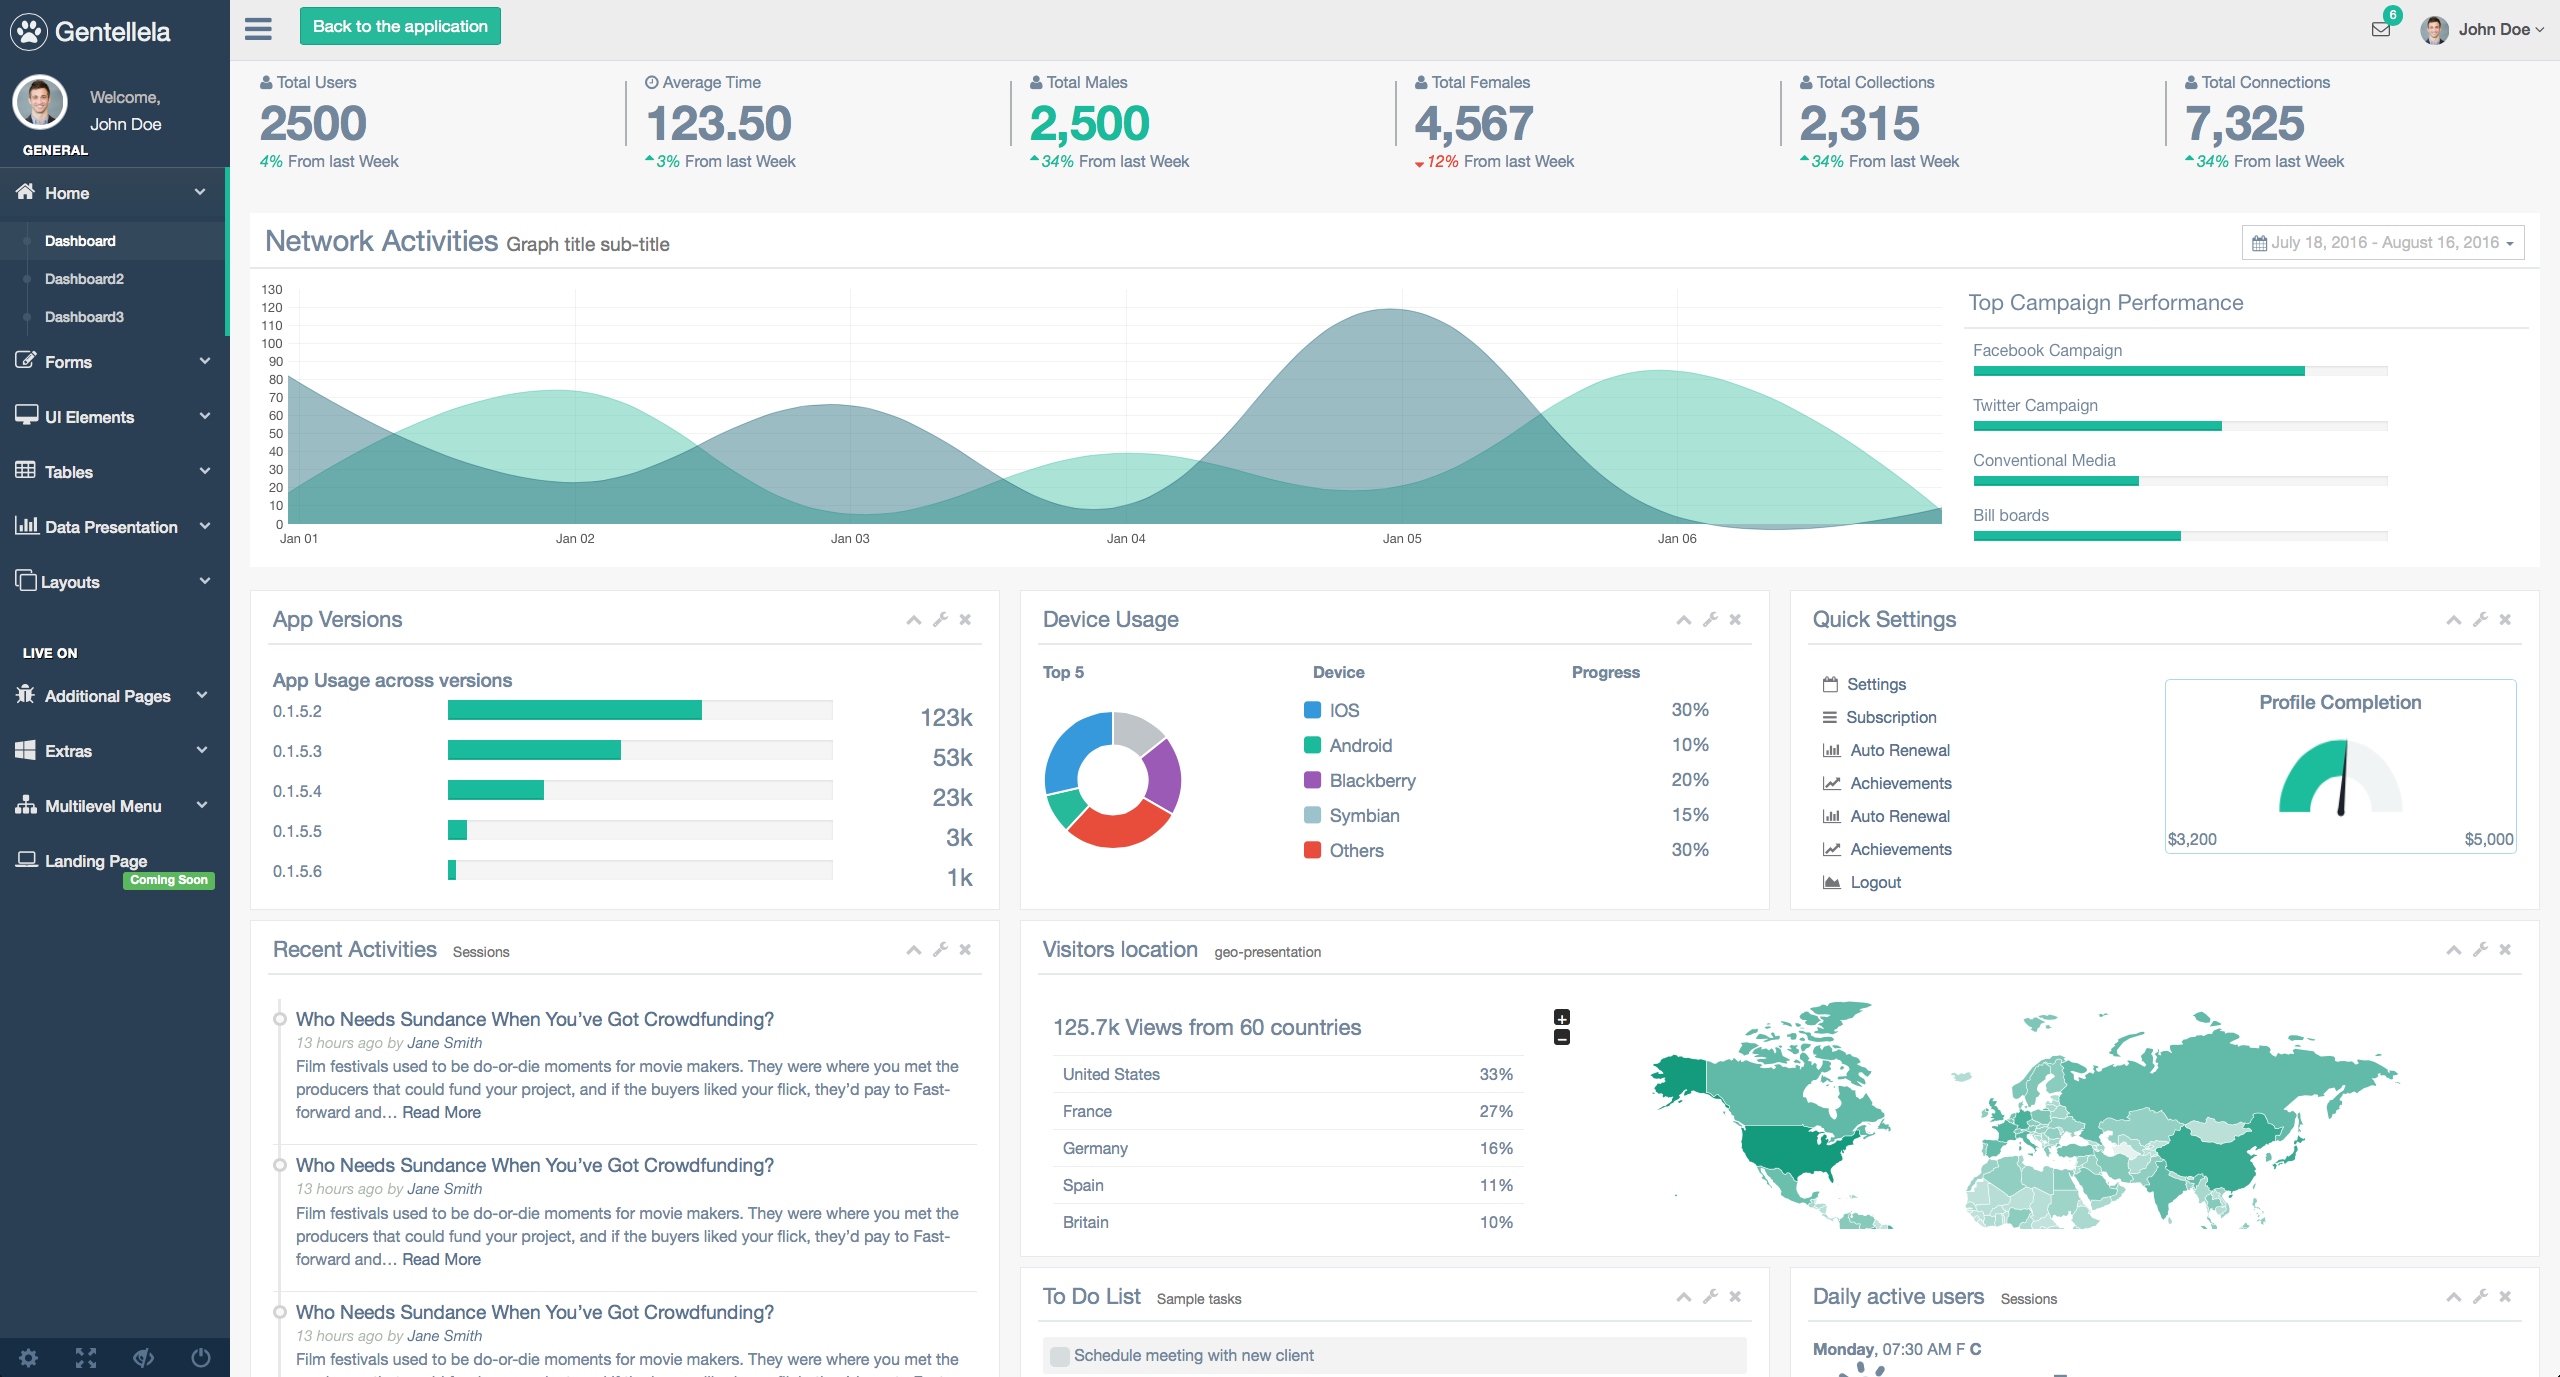 Gentellela
Welcome,
John Doe
GENERAL
Home
Dashboard
Dashboard2
Dashboard3
Forms
UI Elements
Tables
Data Presentation
Layouts
LIVE ON
Additional Pages
Extras
Multilevel Menu
Landing Page
Coming Soon
Back to the application
6
John Doe
Total Users
2500
4% From last Week
Average Time
123.50
3% From last Week
Total Males
2,500
34% From last Week
Total Females
4,567
12% From last Week
Total Collections
2,315
34% From last Week
Total Connections
7,325
34% From last Week
Network Activities Graph title sub-title
July 18, 2016 - August 16, 2016
130
120
110
100
90
80
70
60
50
40
30
20
10
0
Jan 01 Jan 02 Jan 03 Jan 04 Jan 05 Jan 06
Top Campaign Performance
Facebook Campaign
Twitter Campaign
Conventional Media
Bill boards
App Versions
App Usage across versions
0.1.5.2 123k
0.1.5.3 53k
0.1.5.4 23k
0.1.5.5 3k
0.1.5.6 1k
Device Usage
Top 5 Device Progress
IOS 30%
Android 10%
Blackberry 20%
Symbian 15%
Others 30%
Quick Settings
Settings
Subscription
Auto Renewal
Achievements
Auto Renewal
Achievements
Logout
Profile Completion
$3,200 $5,000
Recent Activities Sessions
Who Needs Sundance When You’ve Got Crowdfunding?
13 hours ago by Jane Smith
Film festivals used to be do-or-die moments for movie makers. They were where you met the
producers that could fund your project, and if the buyers liked your flick, they’d pay to Fast-
forward and… Read More
Who Needs Sundance When You’ve Got Crowdfunding?
13 hours ago by Jane Smith
Film festivals used to be do-or-die moments for movie makers. They were where you met the
producers that could fund your project, and if the buyers liked your flick, they’d pay to Fast-
forward and… Read More
Who Needs Sundance When You’ve Got Crowdfunding?
13 hours ago by Jane Smith
Film festivals used to be do-or-die moments for movie makers. They were where you met the
Visitors location geo-presentation
125.7k Views from 60 countries
United States 33%
France 27%
Germany 16%
Spain 11%
Britain 10%
+
−
To Do List Sample tasks
Schedule meeting with new client
Daily active users Sessions
Monday, 07:30 AM F C